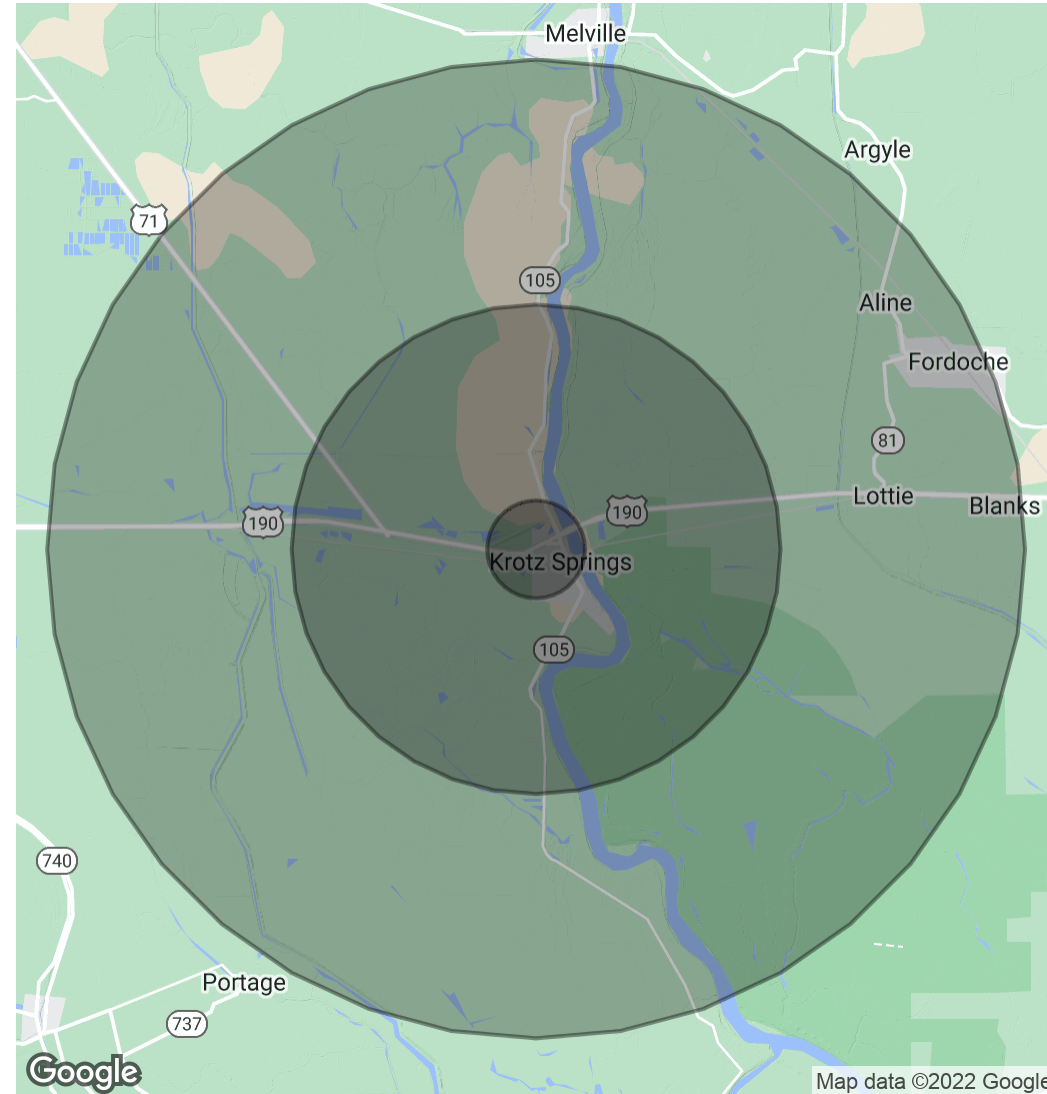 Melville
Argyle
71
105
Aline
Fordoche
81
Lottie
Blanks
190
190
Krotz Springs
105
740
Portage
737
Google
Map data ©2022 Google